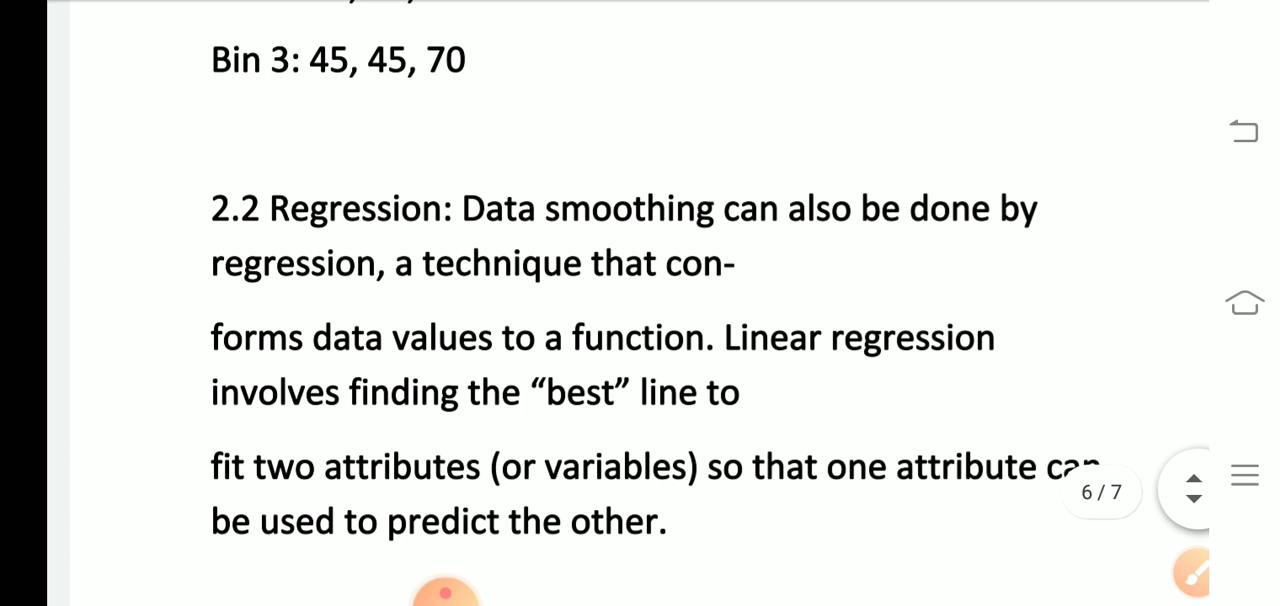 Bin 3: 45, 45, 70
2.2 Regression: Data smoothing can also be done by
regression, a technique that con-
forms data values to a function. Linear regression
involves finding the “best” line to
fit two attributes (or variables) so that one attribute can
be used to predict the other.
6 / 7